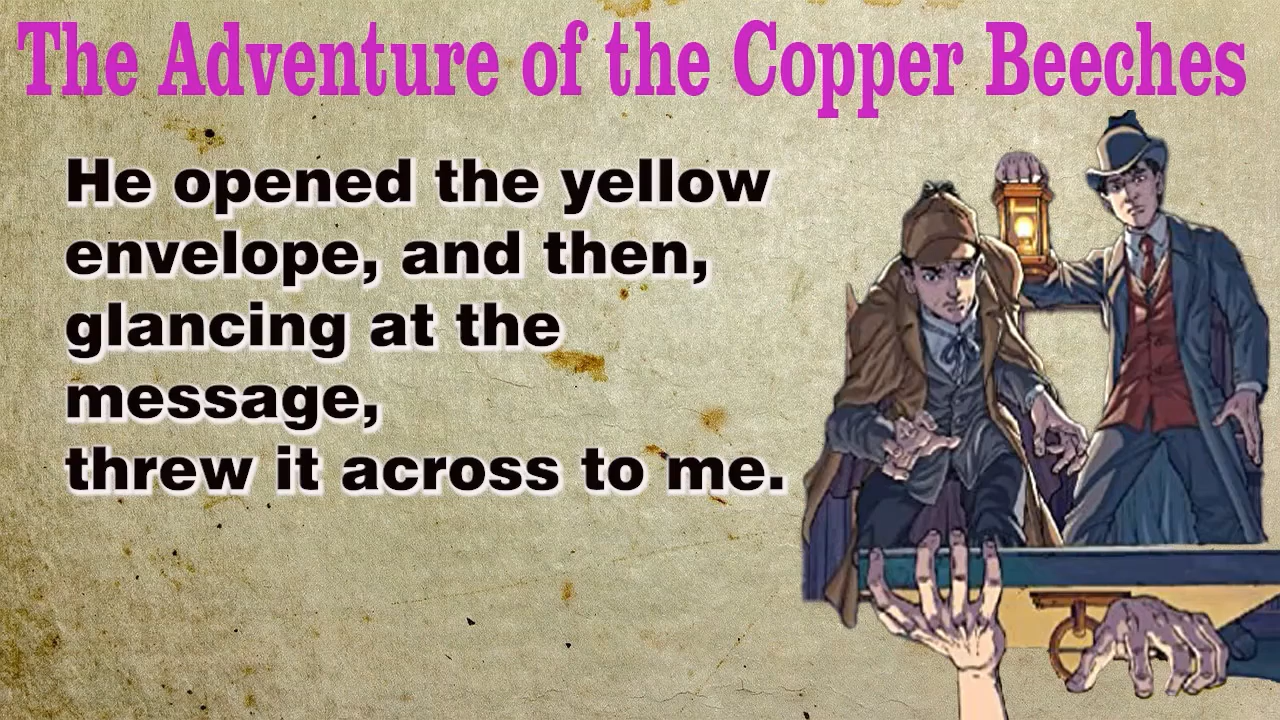 The Adventure of the Copper Beeches
He opened the yellow
envelope, and then,
glancing at the
message,
threw it across to me.